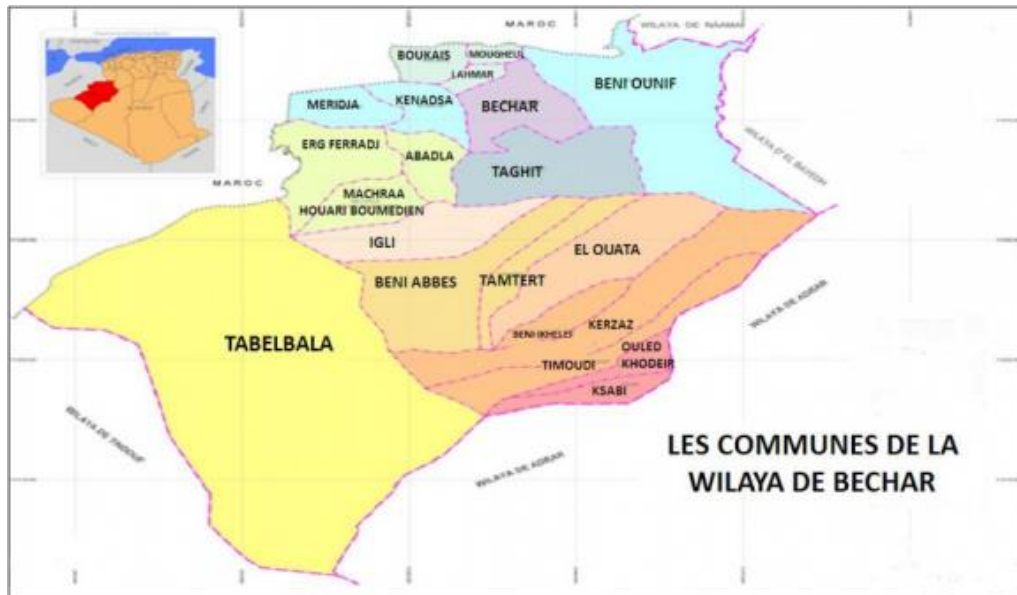 MAROC
WILAYA DE NAAMA
BOUKAIS
MOUGHEUL
LAHMAR
BENI OUNIF
MERIDJA
KENADSA
BECHAR
ERG FERRADJ
ABADLA
TAGHIT
WILAYA D'EL BAYEDH
MAROC
MACHRAA
HOUARI BOUMEDIEN
IGLI
EL OUATA
BENI ABBES
TAMTERT
WILAYA DE ADRAR
BENI IKHELEF
KERZAZ
TABELBALA
OULED
KHODEIR
TIMOUDI
KSABI
WILAYA DE TINDOUF
WILAYA DE ADRAR
LES COMMUNES DE LA
WILAYA DE BECHAR